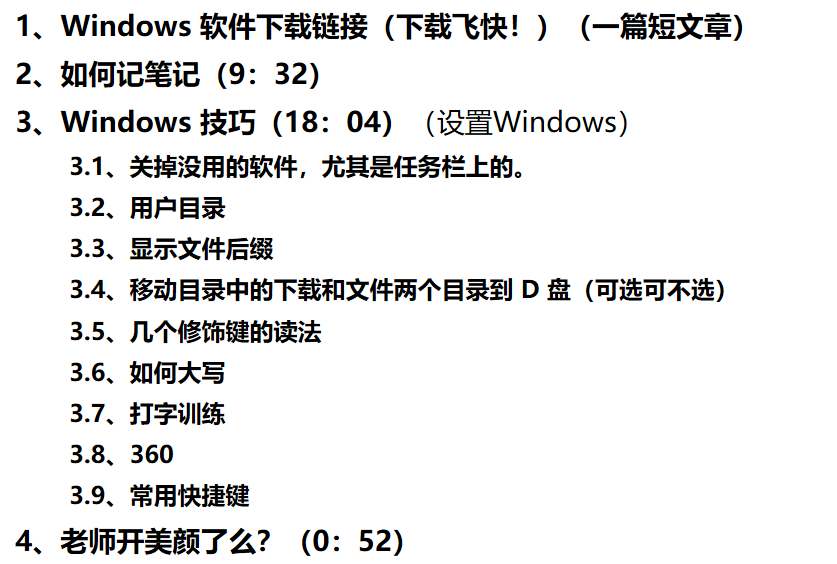 1、Windows 软件下载链接（下载飞快！）（一篇短文章）
2、如何记笔记（9：32）
3、Windows 技巧（18：04）（设置Windows）
3.1、关掉没用的软件，尤其是任务栏上的。
3.2、用户目录
3.3、显示文件后缀
3.4、移动目录中的下载和文件两个目录到 D 盘（可选可不选）
3.5、几个修饰键的读法
3.6、如何大写
3.7、打字训练
3.8、360
3.9、常用快捷键
4、老师开美颜了么？（0：52）